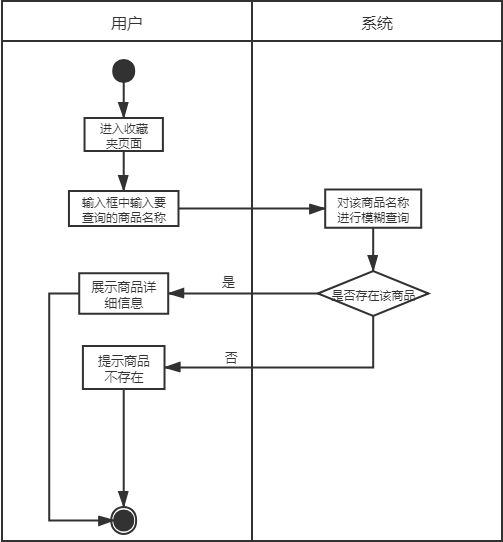 用户
系统
进入收藏
夹页面
输入框中输入要
查询的商品名称
对该商品名称
进行模糊查询
是否存在该商品
是
展示商品详
细信息
否
提示商品
不存在